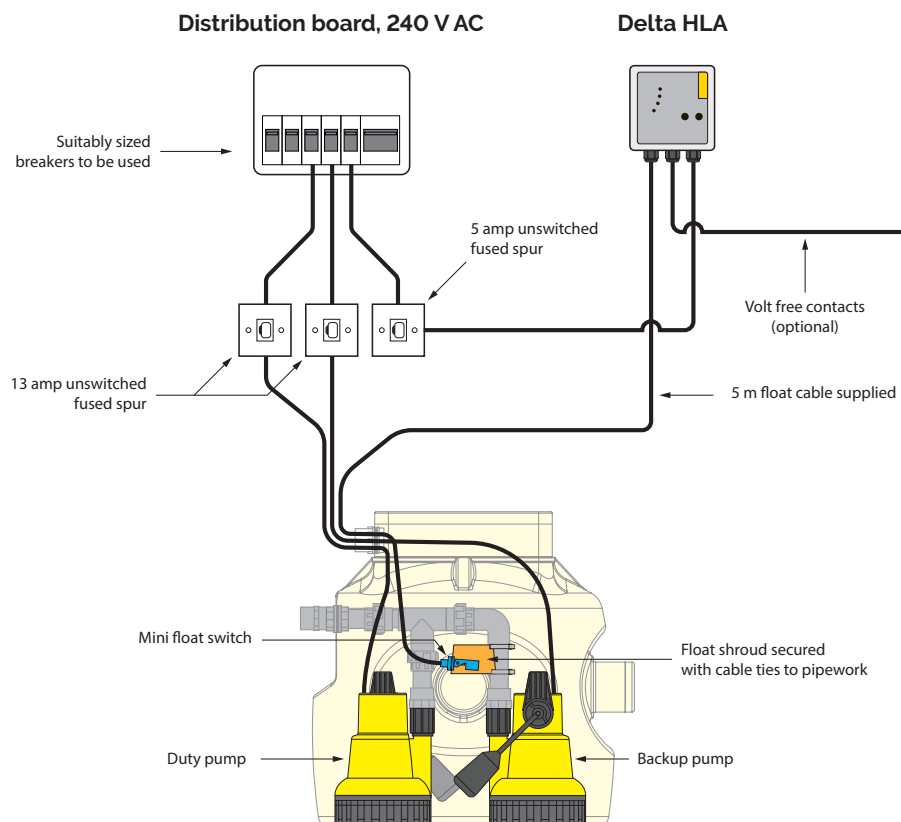 Distribution board, 240 V AC
Delta HLA
Suitably sized
breakers to be used
5 amp unswitched
fused spur
Volt free contacts
(optional)
13 amp unswitched
fused spur
5 m float cable supplied
Mini float switch
Float shroud secured
with cable ties to pipework
Duty pump
Backup pump